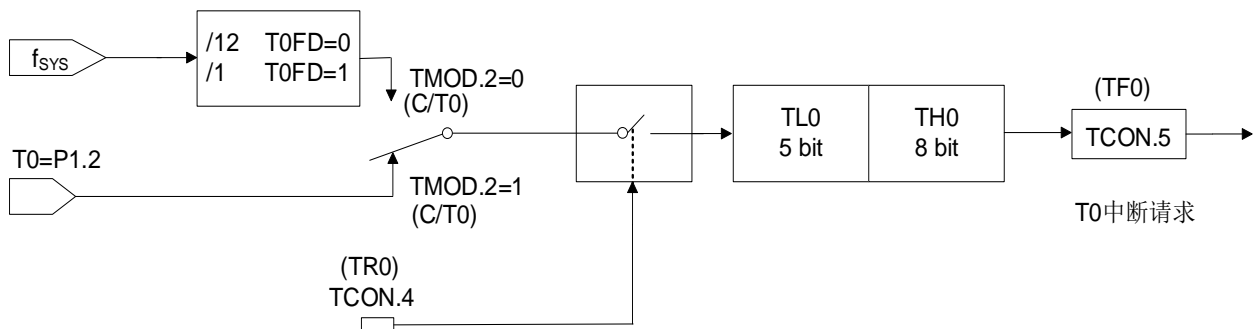 fSYS
/12 T0FD=0
/1 T0FD=1
TMOD.2=0
(C/T0)
T0=P1.2
TMOD.2=1
(C/T0)
(TR0)
TCON.4
TL0
5 bit
TH0
8 bit
(TF0)
TCON.5
T0中断请求